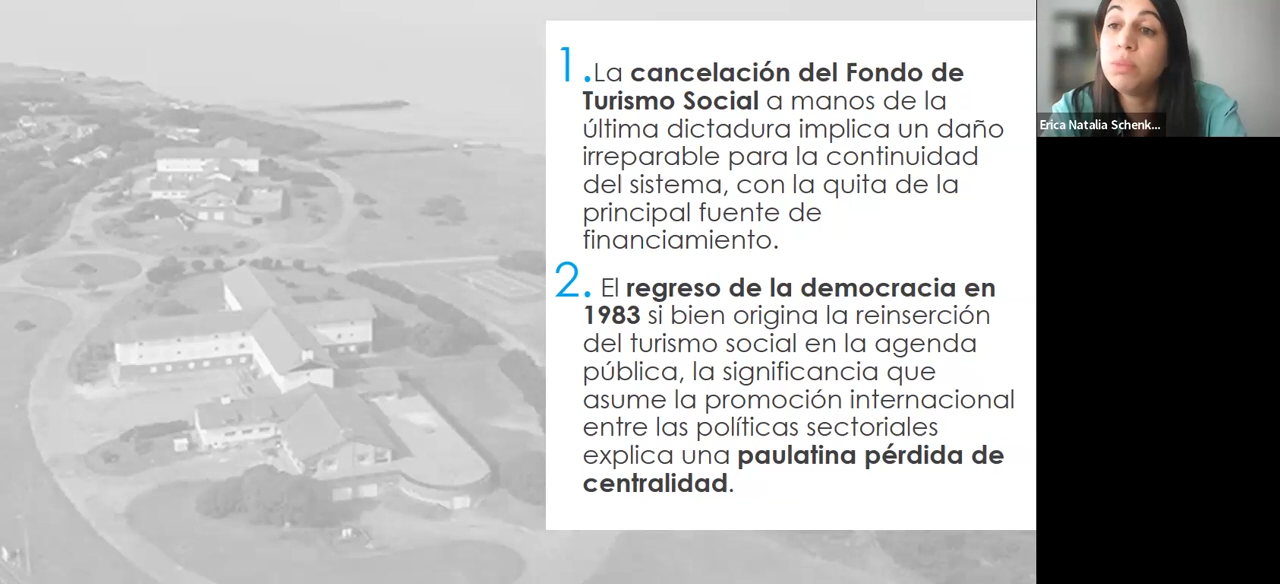 1.La cancelación del Fondo de
Turismo Social a manos de la
última dictadura implica un daño
irreparable para la continuidad
del sistema, con la quita de la
principal fuente de
financiamiento.
2. El regreso de la democracia en
1983 si bien origina la reinserción
del turismo social en la agenda
pública, la significancia que
asume la promoción internacional
entre las políticas sectoriales
explica una paulatina pérdida de
centralidad.
Erica Natalia Schenk...